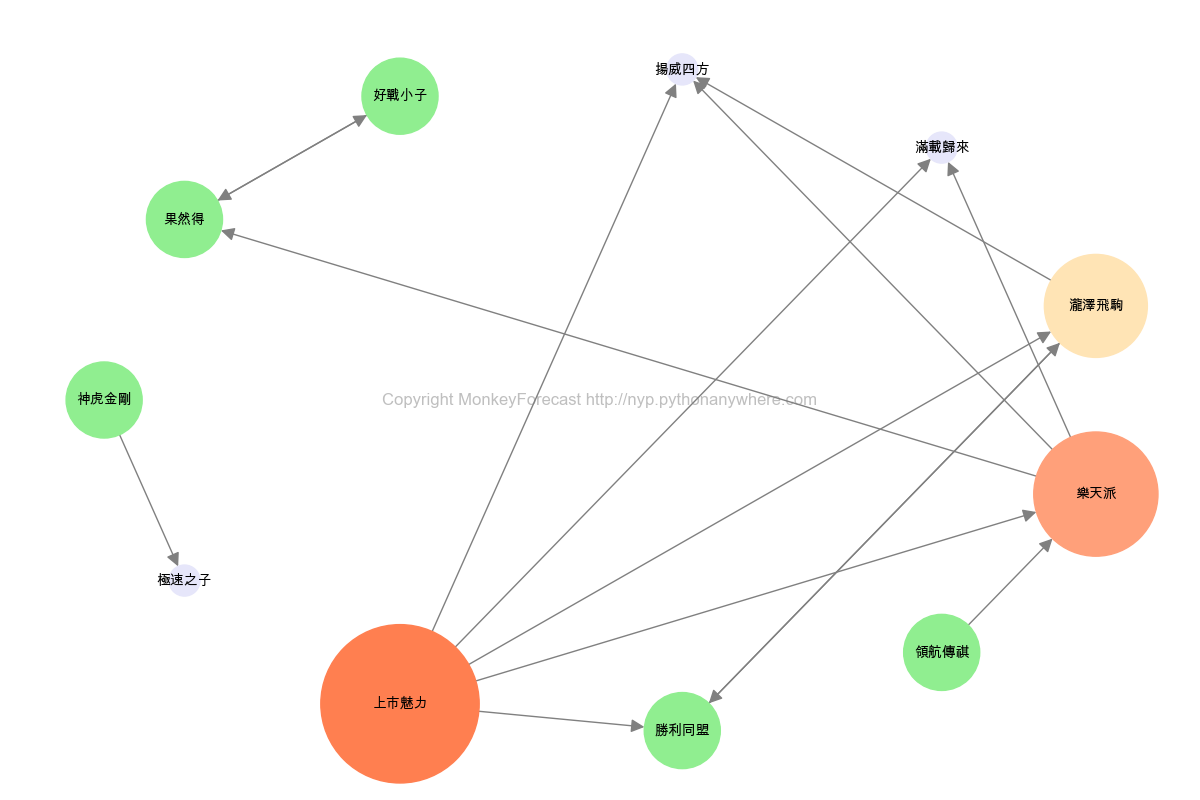 揚威四方
好戰小子
滿載歸來
果然得
瀧澤飛駒
神虎金剛
Copyright MonkeyForecast http://nyp.pythonanywhere.com
樂天派
極速之子
領航傳祺
上市魅力
勝利同盟